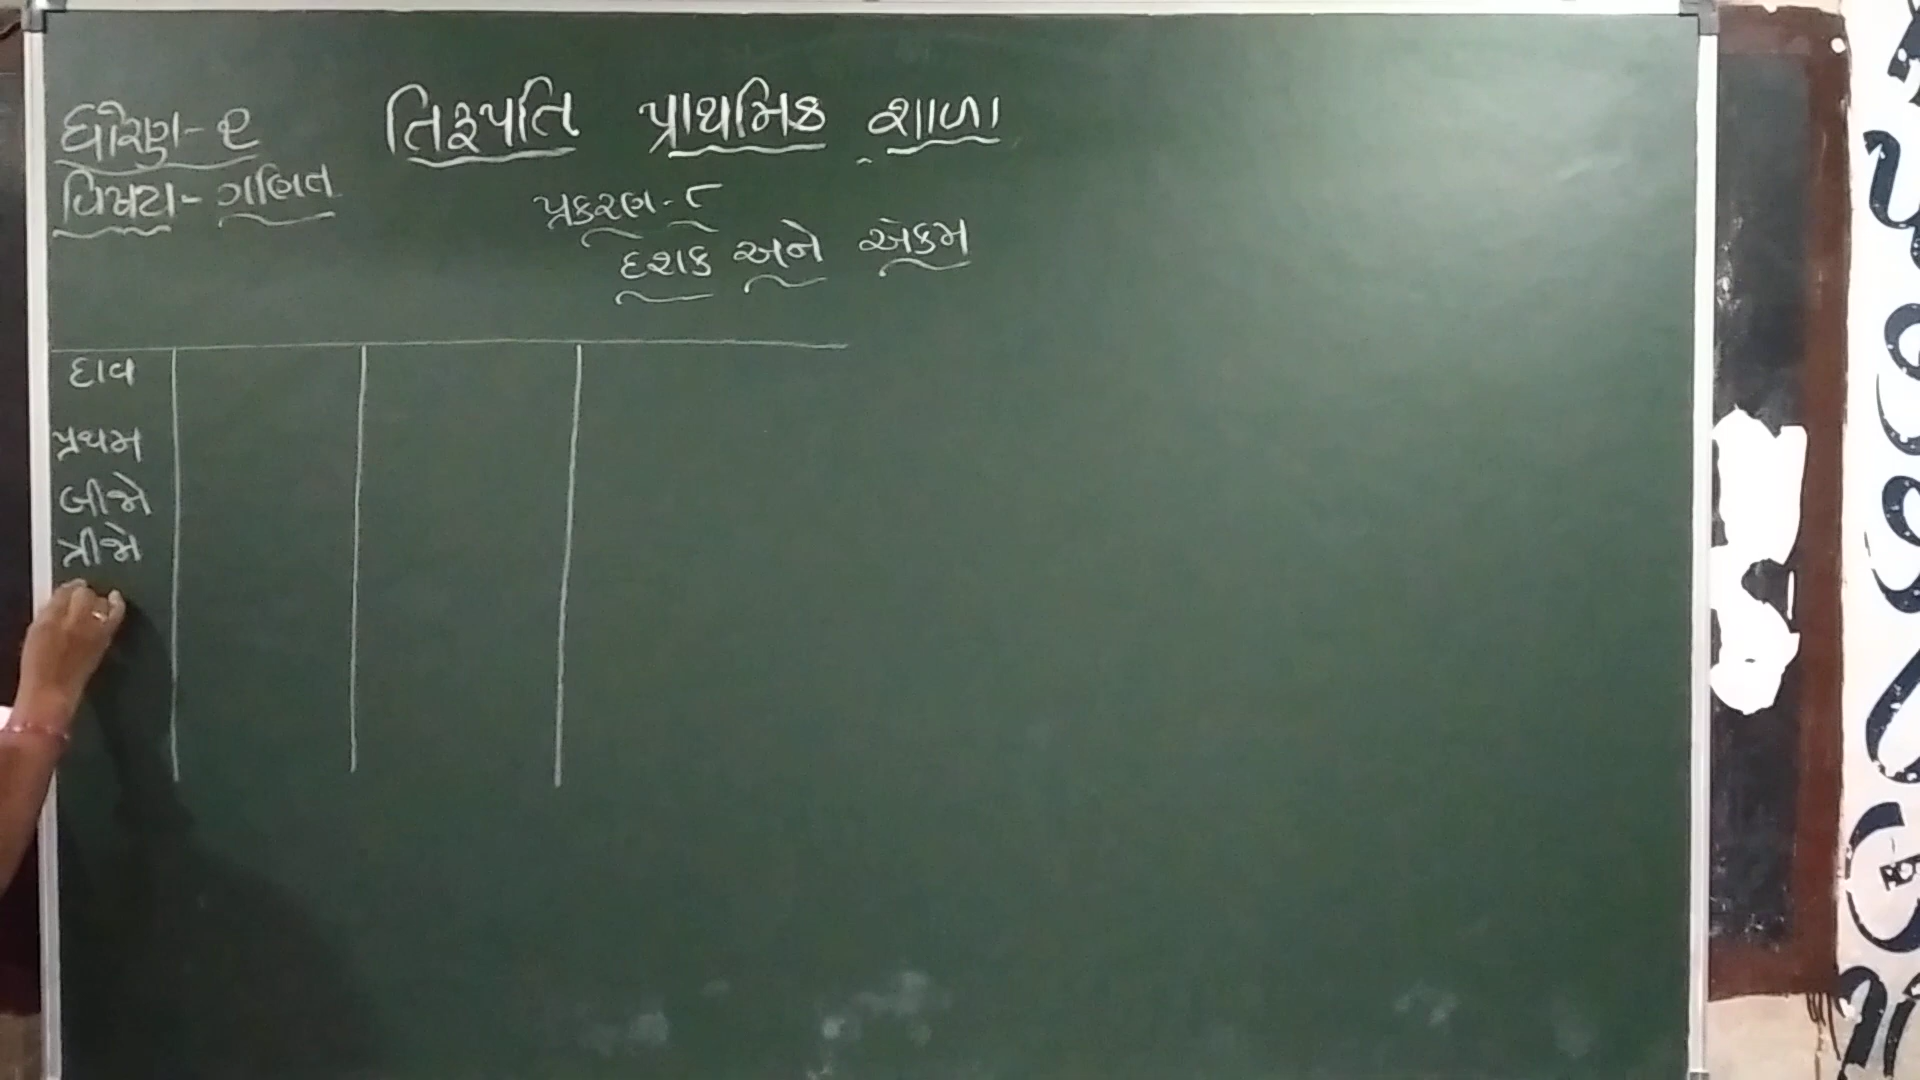 તિરૂપતિ પ્રાથમિક શાળા
ધોરણ-૨
વિષય-ગણિત
પ્રકરણ-૮
દશક અને એકમ
દાવ
પ્રથમ
બીજો
ત્રીજો